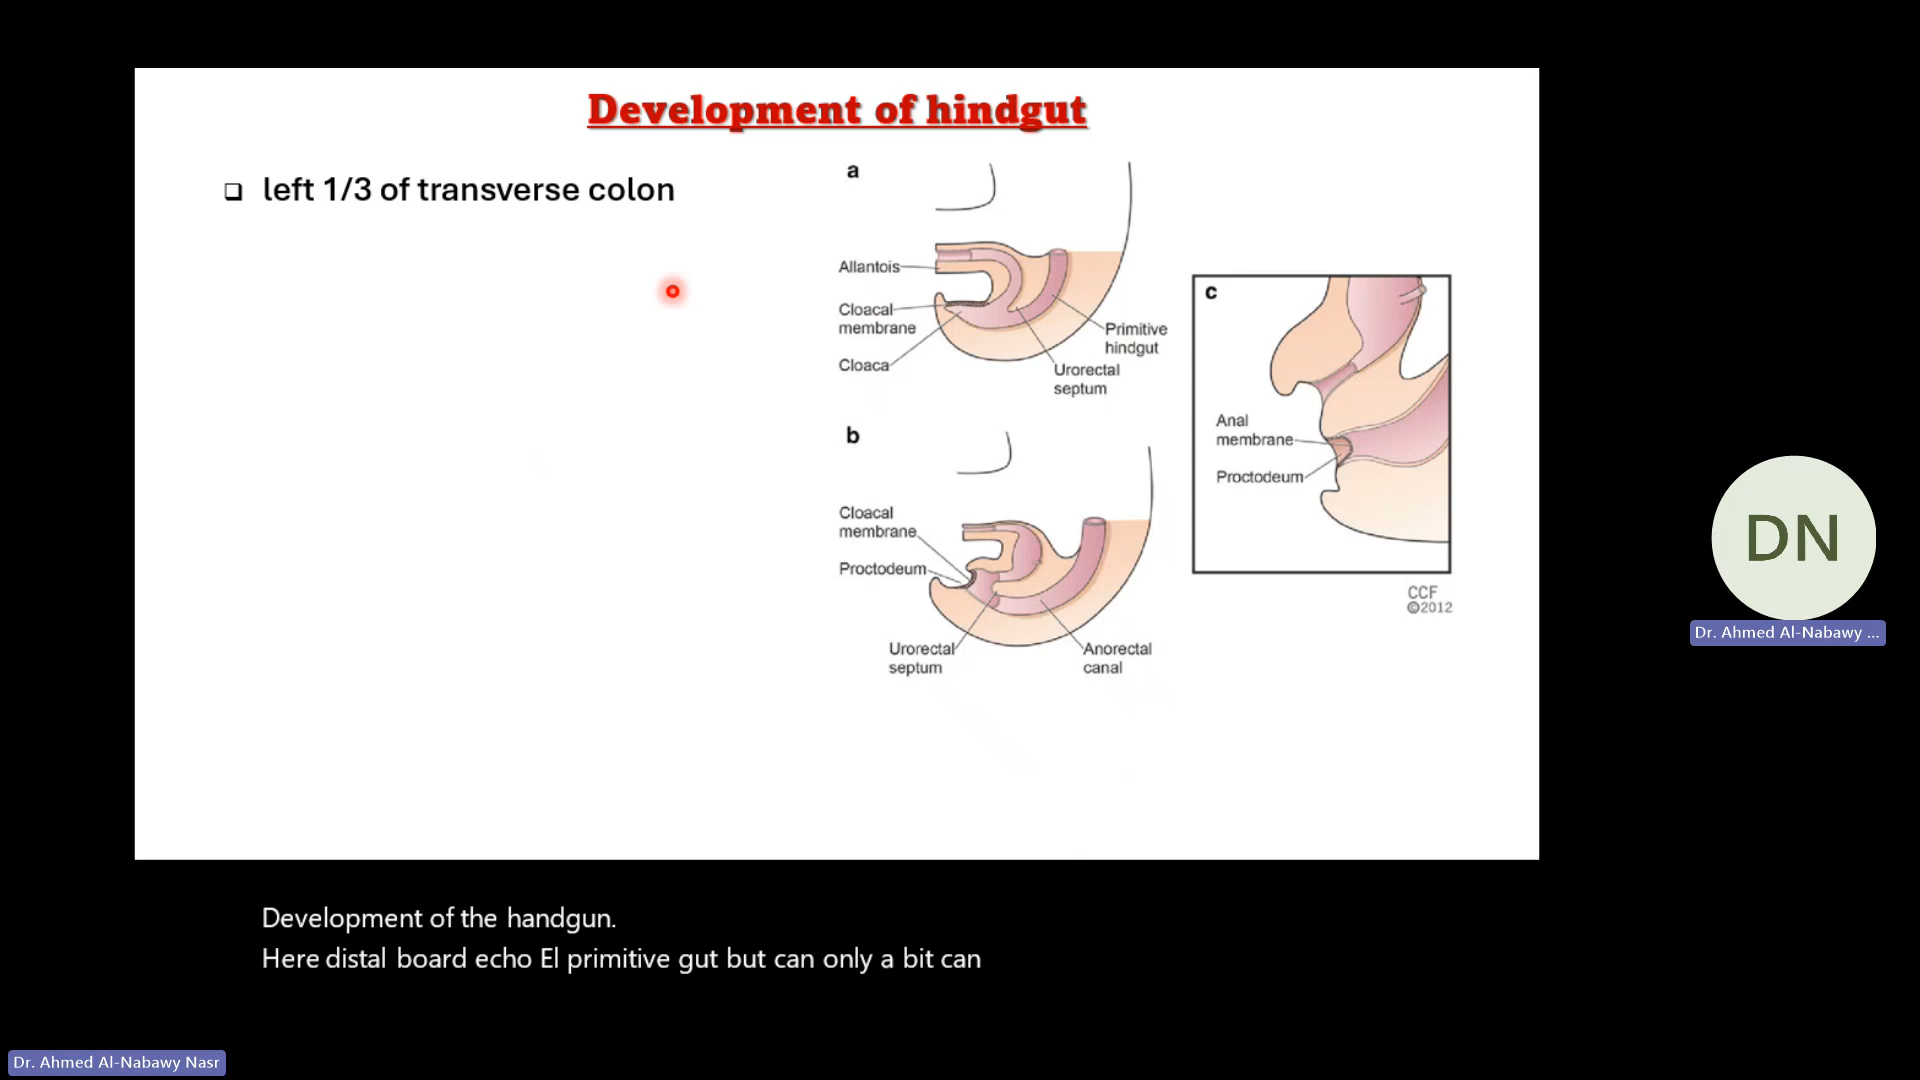 Development of hindgut
❑ left 1/3 of transverse colon
a
Allantois
Cloacal
membrane
Cloaca
Primitive
hindgut
Urorectal
septum
b
Cloacal
membrane
Proctodeum
Urorectal
septum
Anorectal
canal
c
Anal
membrane
Proctodeum
CCF
©2012
DN
Dr. Ahmed Al-Nabawy ...
Development of the handgun.
Here distal board echo El primitive gut but can only a bit can
Dr. Ahmed Al-Nabawy Nasr